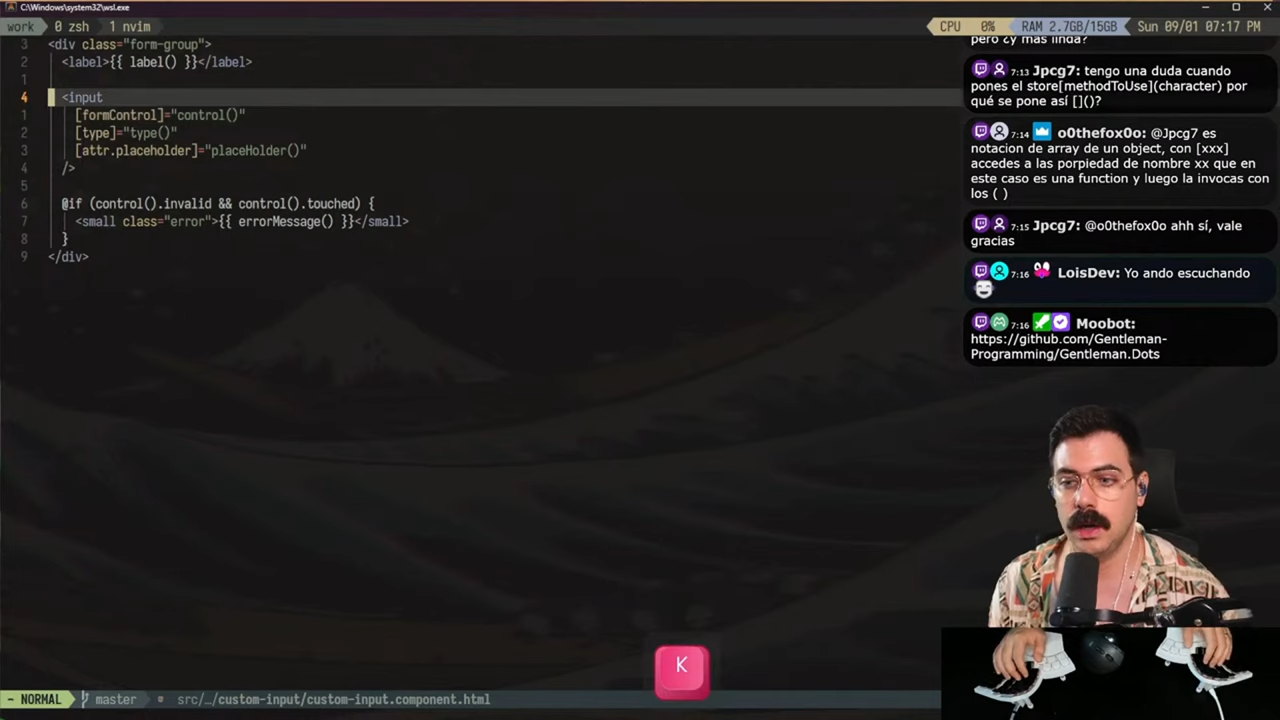 C:\Windows\system32\wsl.exe
work 0 zsh 1 nvim
CPU 0% RAM 2.7GB/15GB Sun 09/01 07:17 PM
3 <div class="form-group">
2 <label>{{ label() }}</label>
1
4 <input
1 [formControl]="control()"
2 [type]="type()"
3 [attr.placeholder]="placeHolder()"
4 />
5
6 @if (control().invalid && control().touched) {
7 <small class="error">{{ errorMessage() }}</small>
8 }
9 </div>
pero ¿y mas linda?
7:13 Jpcg7: tengo una duda cuando
pones el store[methodToUse](character) por
qué se pone así []()?
7:14 o0thefox0o: @Jpcg7 es
notacion de array de un object, con [xxx]
accedes a las porpiedad de nombre xx que en
este caso es una function y luego la invocas con
los ( )
7:15 Jpcg7: @o0thefox0o ahh sí, vale
gracias
7:16 LoisDev: Yo ando escuchando
7:16 Moobot:
https://github.com/Gentleman-
Programming/Gentleman.Dots
K
- NORMAL master src/…/custom-input/custom-input.component.html